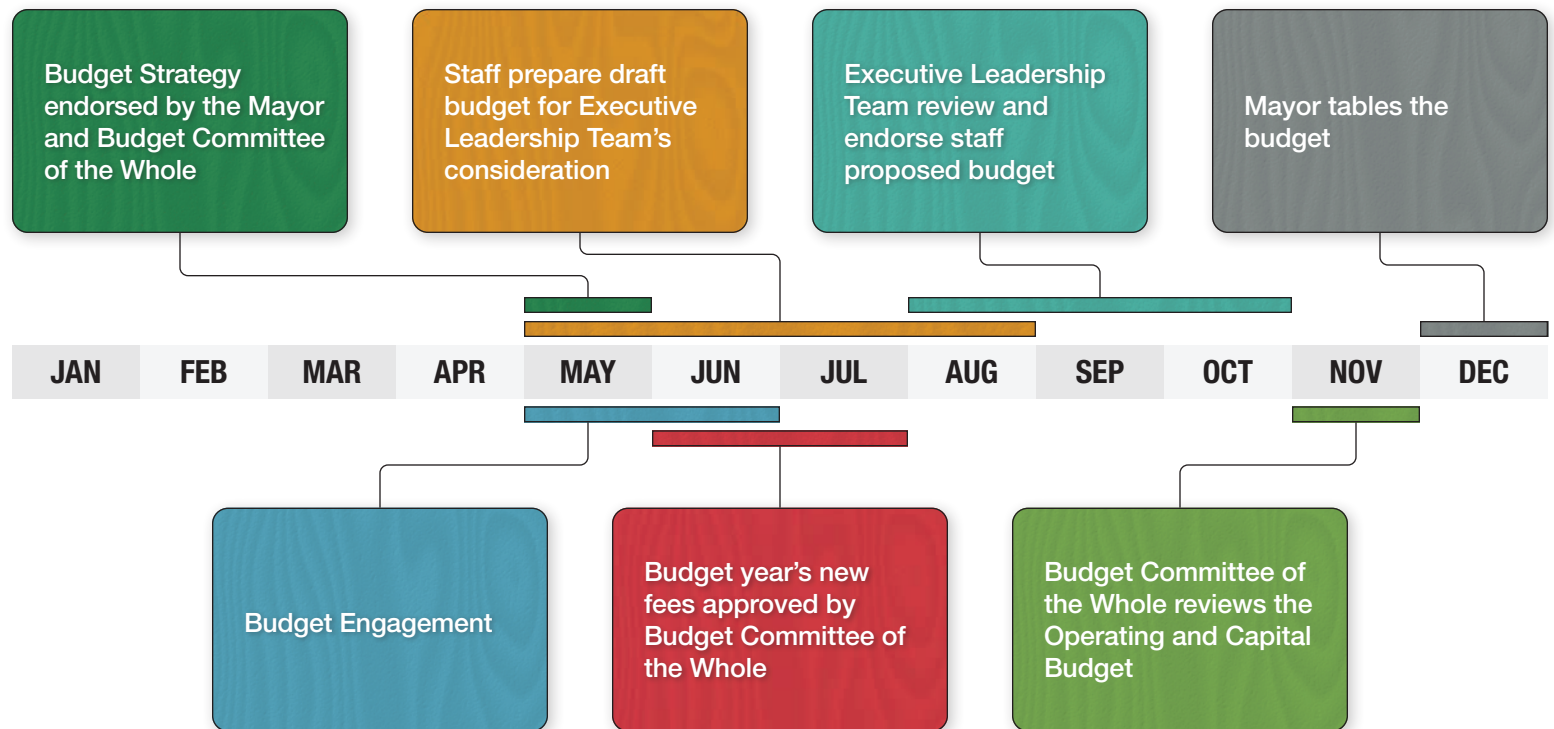 Budget Strategy
endorsed by the Mayor
and Budget Committee
of the Whole
Staff prepare draft
budget for Executive
Leadership Team’s
consideration
Executive Leadership
Team review and
endorse staff
proposed budget
Mayor tables the
budget
JAN FEB MAR APR MAY JUN JUL AUG SEP OCT NOV DEC
Budget Engagement
Budget year’s new
fees approved by
Budget Committee of
the Whole
Budget Committee of
the Whole reviews the
Operating and Capital
Budget